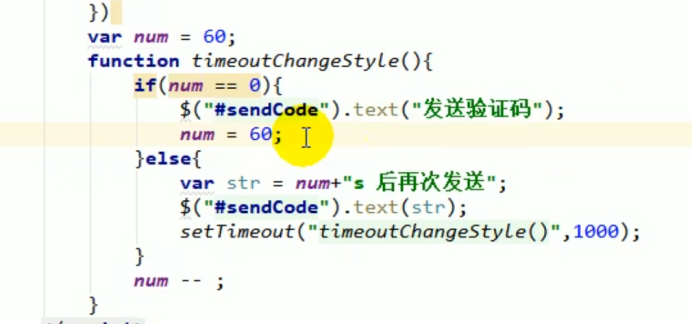 })
var num = 60;
function timeoutChangeStyle(){
if(num == 0){
$("#sendCode").text("发送验证码");
num = 60;
}else{
var str = num+"s 后再次发送";
$("#sendCode").text(str);
setTimeout("timeoutChangeStyle()",1000);
}
num -- ;
}